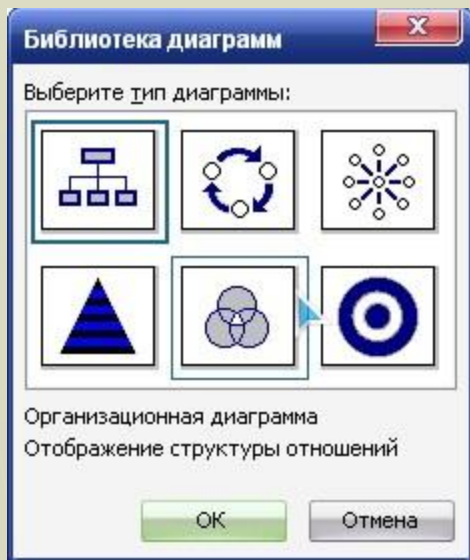 Библиотека диаграмм
Выберите тип диаграммы:
Организационная диаграмма
Отображение структуры отношений
ОК
Отмена